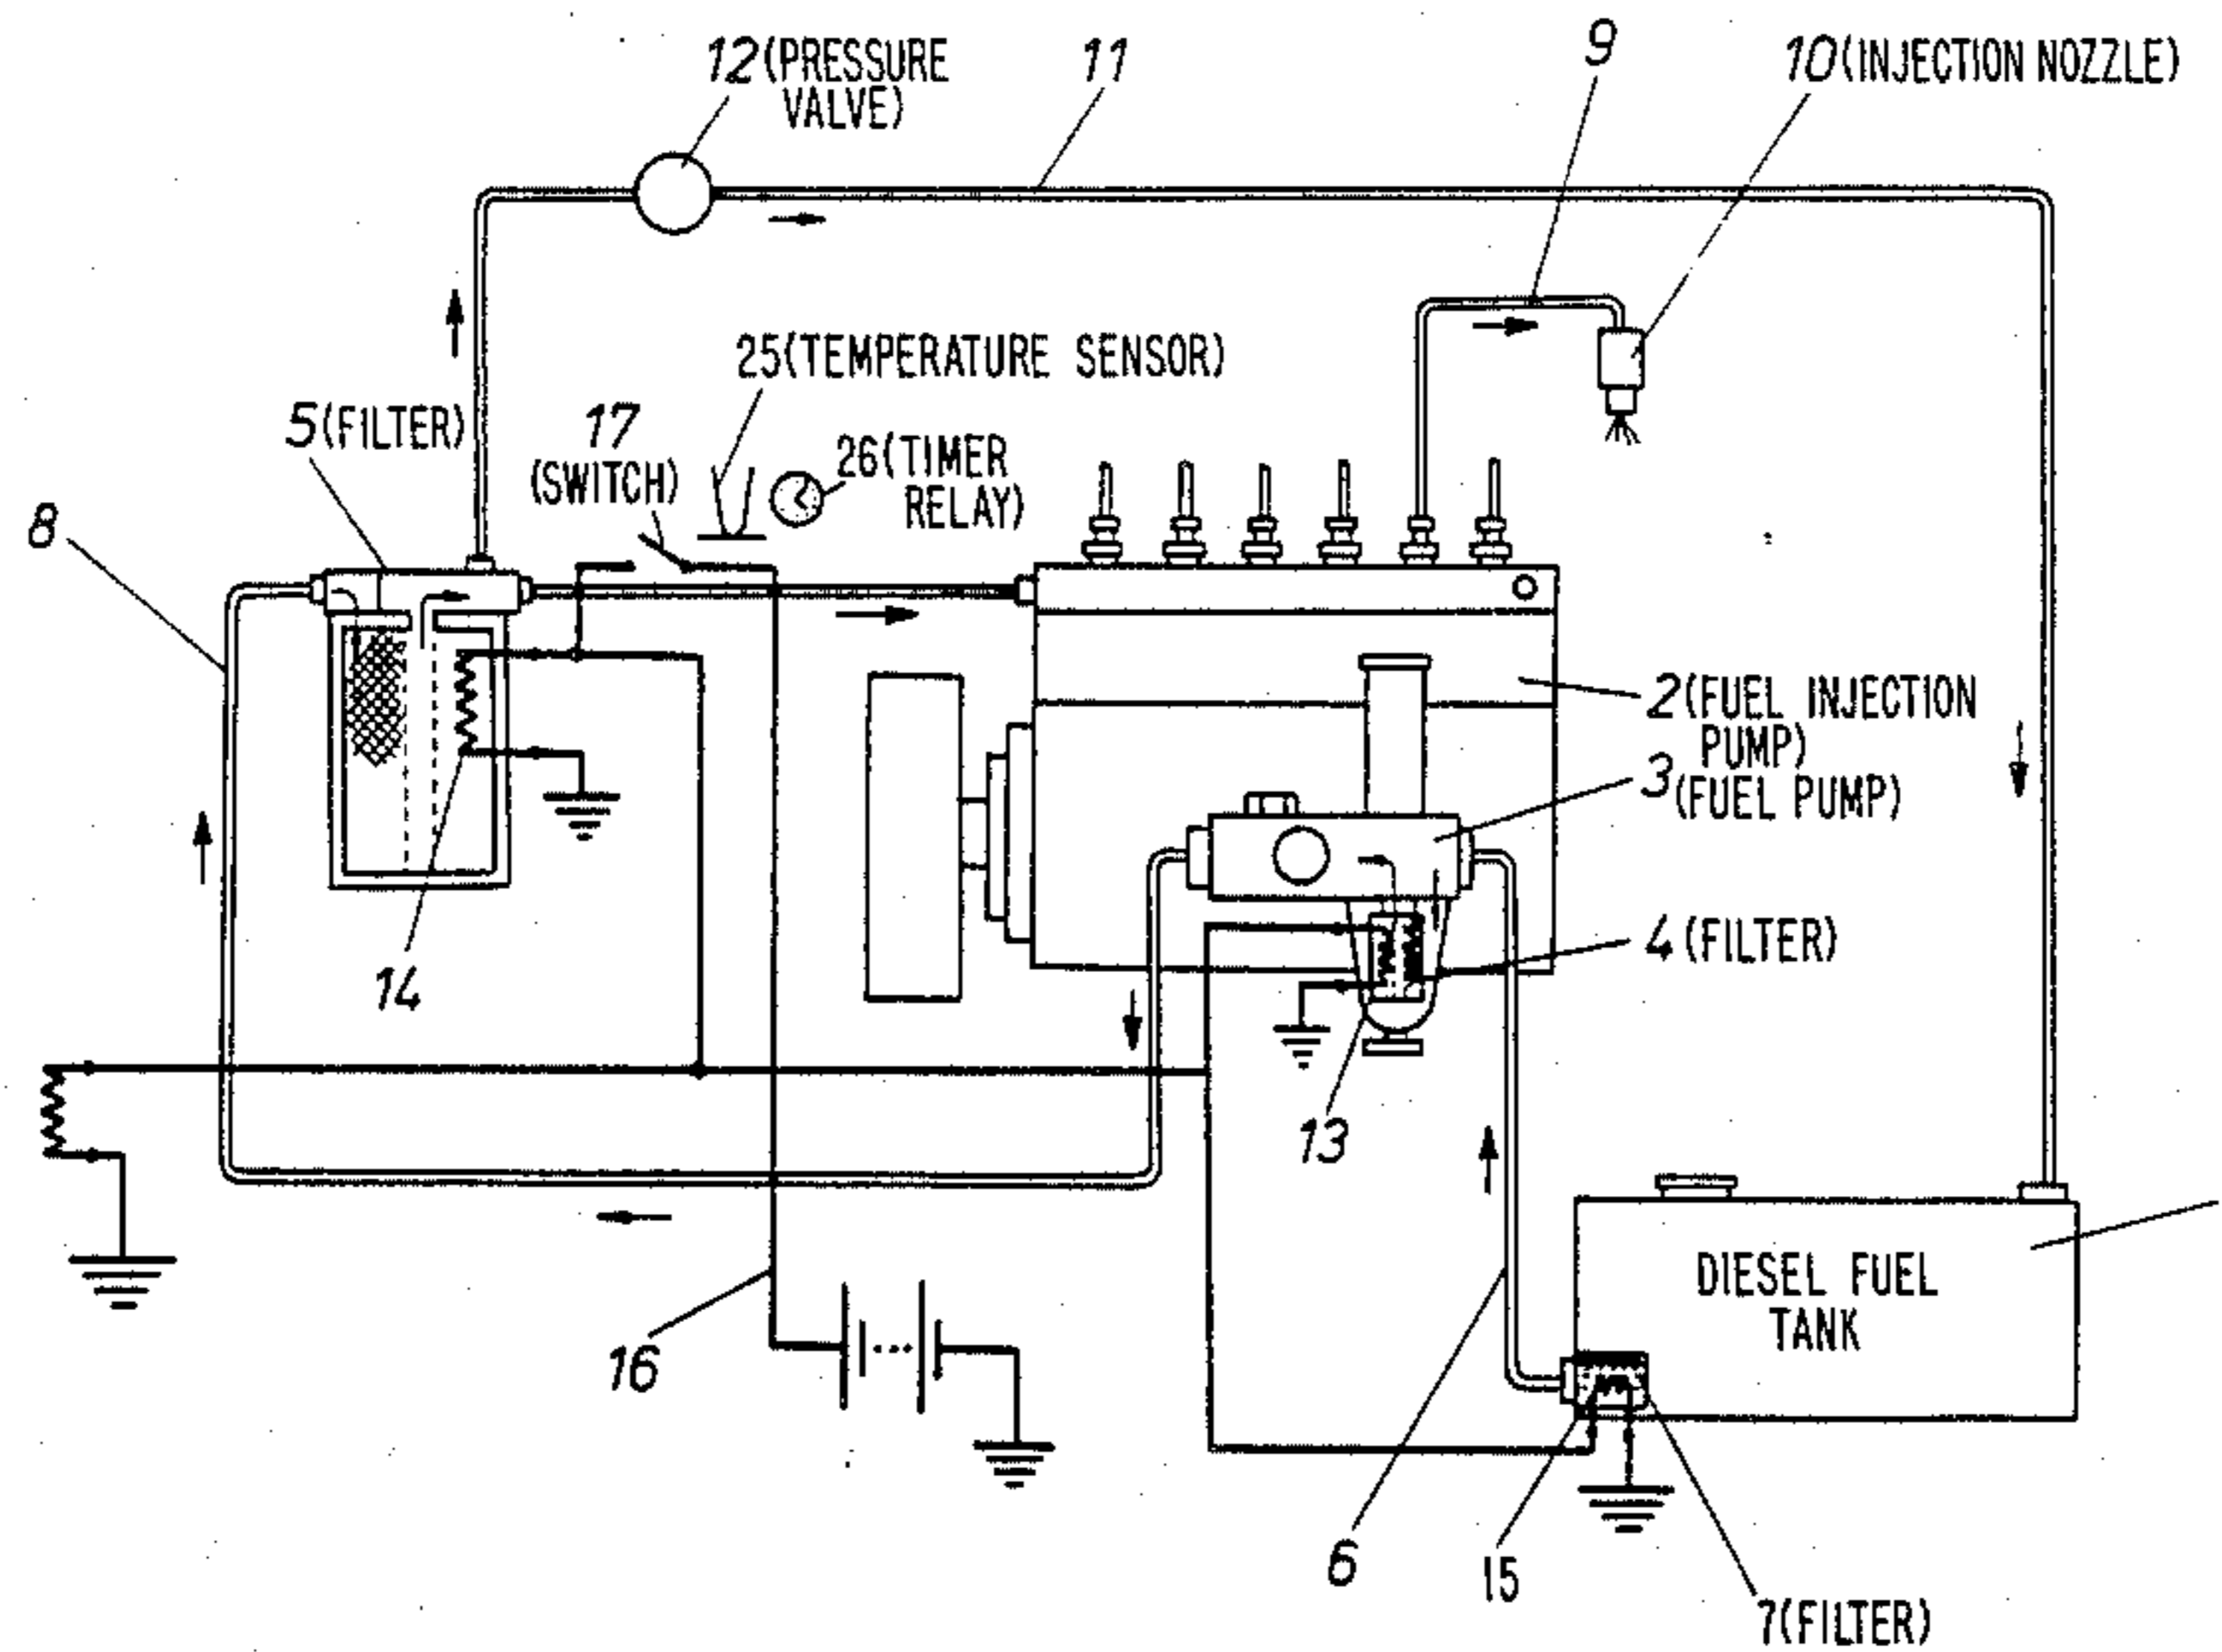 12(PRESSURE
VALVE)
11
9
10(INJECTION NOZZLE)
25(TEMPERATURE SENSOR)
5(FILTER)
17
(SWITCH)
26(TIMER
RELAY)
8
2(FUEL INJECTION
PUMP)
3(FUEL PUMP)
4(FILTER)
14
13
DIESEL FUEL
TANK
16
6
15
7(FILTER)